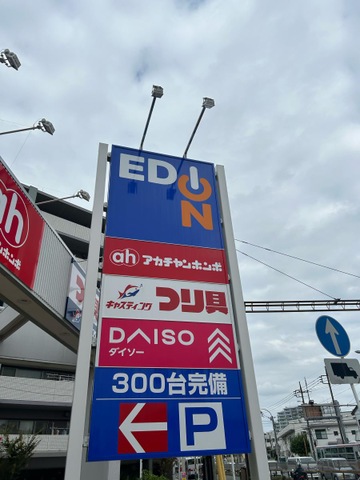 EDION
ah アカチャンホンポ
キャスティング つり具
DAISO
ダイソー
300台完備
P
ah